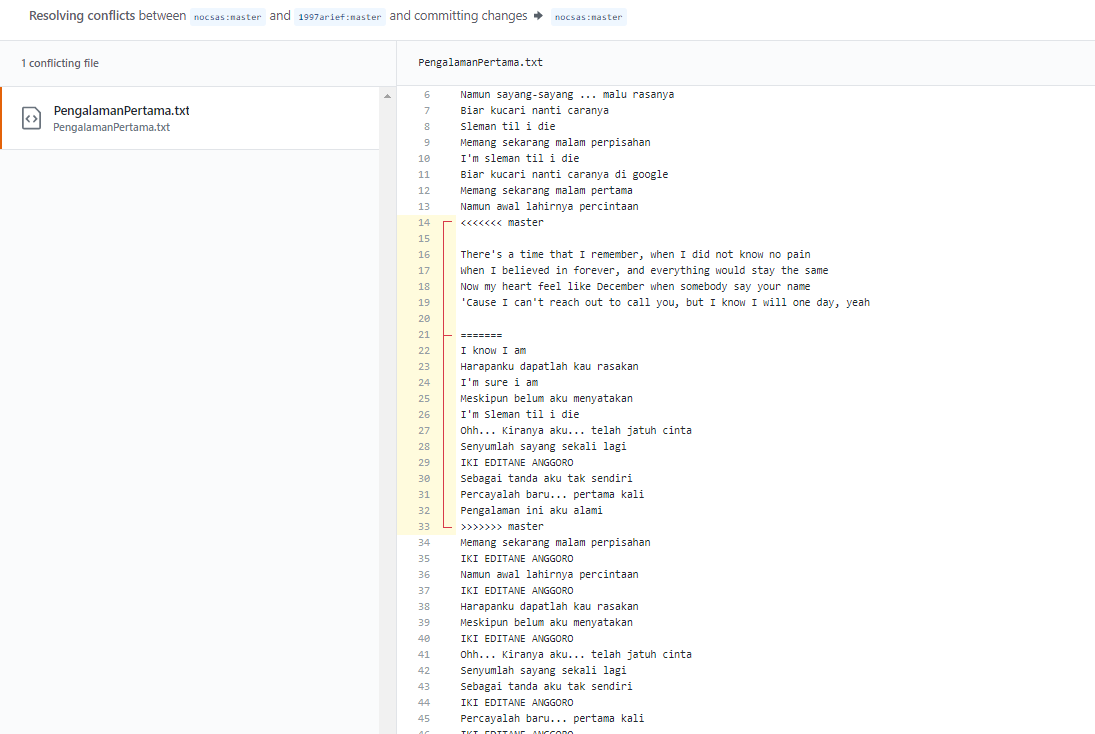 Resolving conflicts between nocsas:master and 1997arief:master and committing changes → nocsas:master
1 conflicting file
PengalamanPertama.txt
PengalamanPertama.txt
PengalamanPertama.txt
6 Namun sayang-sayang ... malu rasanya
7 Biar kucari nanti caranya
8 Sleman til i die
9 Memang sekarang malam perpisahan
10 I'm sleman til i die
11 Biar kucari nanti caranya di google
12 Memang sekarang malam pertama
13 Namun awal lahirnya percintaan
14 <<<<<<< master
15
16 There's a time that I remember, when I did not know no pain
17 When I believed in forever, and everything would stay the same
18 Now my heart feel like December when somebody say your name
19 'Cause I can't reach out to call you, but I know I will one day, yeah
20
21 =======
22 I know I am
23 Harapanku dapatlah kau rasakan
24 I'm sure i am
25 Meskipun belum aku menyatakan
26 I'm Sleman til i die
27 Ohh... Kiranya aku... telah jatuh cinta
28 Senyumlah sayang sekali lagi
29 IKI EDITANE ANGGORO
30 Sebagai tanda aku tak sendiri
31 Percayalah baru... pertama kali
32 Pengalaman ini aku alami
33 >>>>>>> master
34 Memang sekarang malam perpisahan
35 IKI EDITANE ANGGORO
36 Namun awal lahirnya percintaan
37 IKI EDITANE ANGGORO
38 Harapanku dapatlah kau rasakan
39 Meskipun belum aku menyatakan
40 IKI EDITANE ANGGORO
41 Ohh... Kiranya aku... telah jatuh cinta
42 Senyumlah sayang sekali lagi
43 Sebagai tanda aku tak sendiri
44 IKI EDITANE ANGGORO
45 Percayalah baru... pertama kali
46 IKI EDITANE ANGGORO